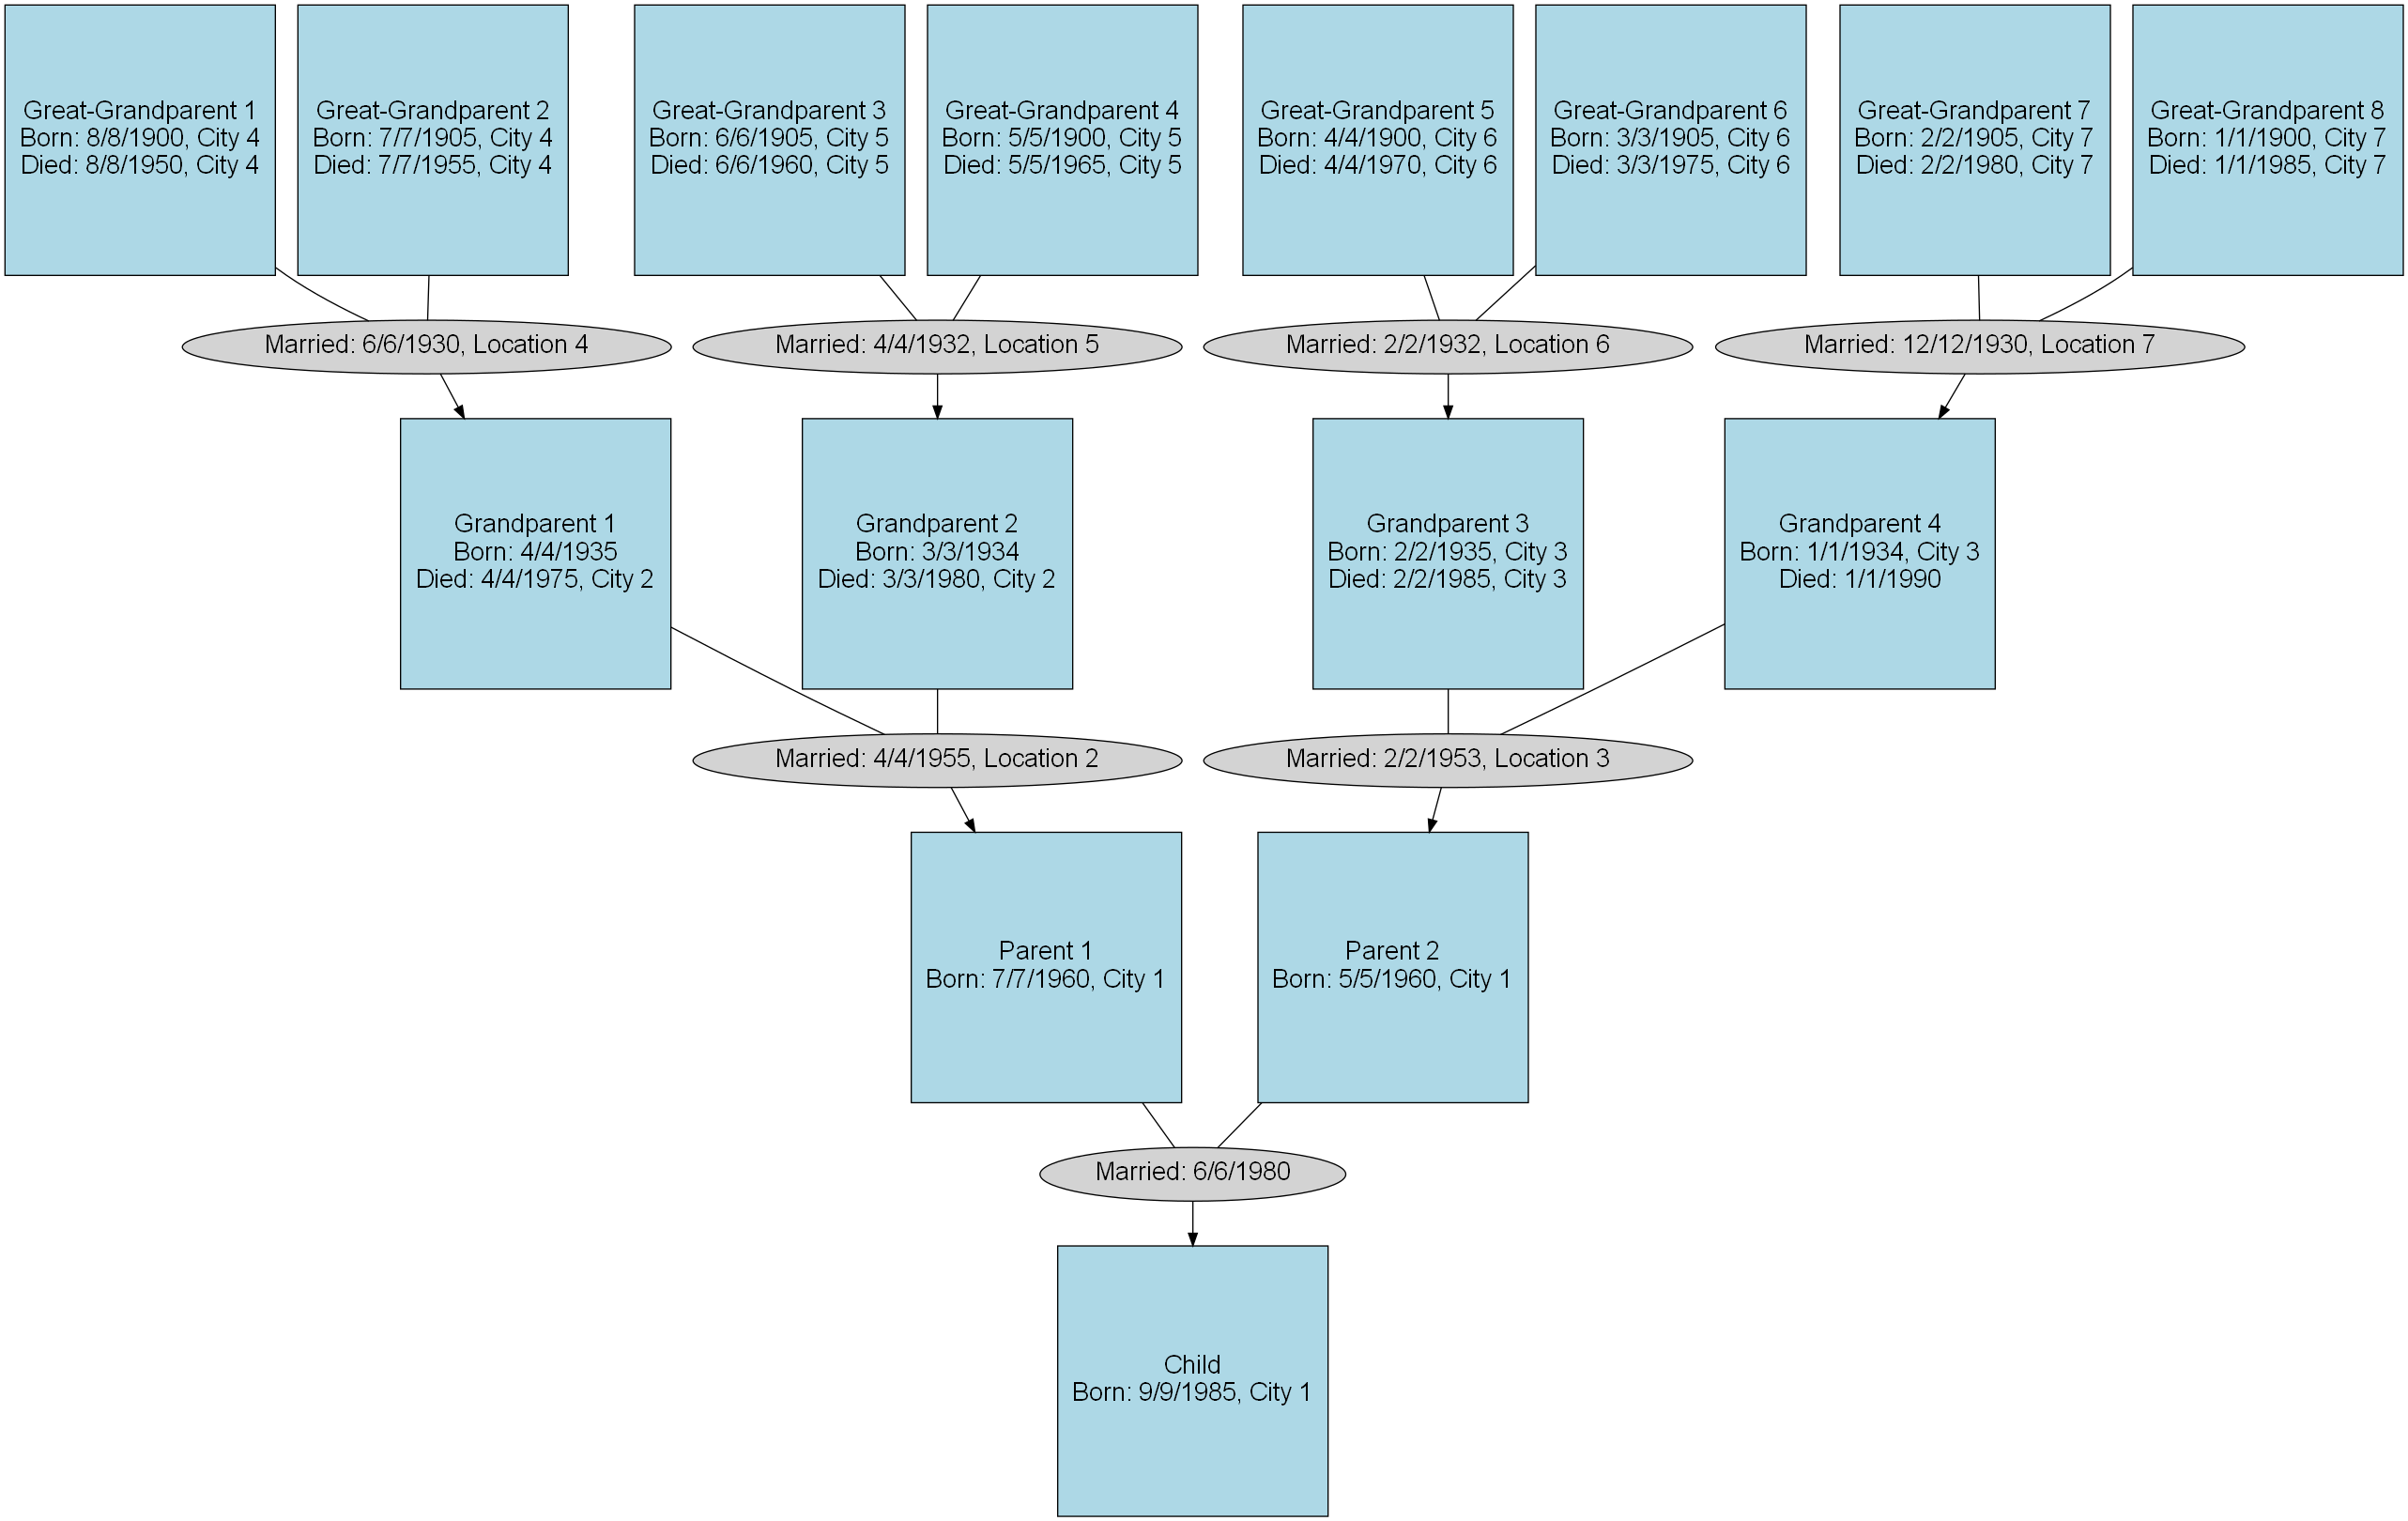 Great-Grandparent 1
Born: 8/8/1900, City 4
Died: 8/8/1950, City 4
Great-Grandparent 2
Born: 7/7/1905, City 4
Died: 7/7/1955, City 4
Great-Grandparent 3
Born: 6/6/1905, City 5
Died: 6/6/1960, City 5
Great-Grandparent 4
Born: 5/5/1900, City 5
Died: 5/5/1965, City 5
Great-Grandparent 5
Born: 4/4/1900, City 6
Died: 4/4/1970, City 6
Great-Grandparent 6
Born: 3/3/1905, City 6
Died: 3/3/1975, City 6
Great-Grandparent 7
Born: 2/2/1905, City 7
Died: 2/2/1980, City 7
Great-Grandparent 8
Born: 1/1/1900, City 7
Died: 1/1/1985, City 7
Married: 6/6/1930, Location 4
Married: 4/4/1932, Location 5
Married: 2/2/1932, Location 6
Married: 12/12/1930, Location 7
Grandparent 1
Born: 4/4/1935
Died: 4/4/1975, City 2
Grandparent 2
Born: 3/3/1934
Died: 3/3/1980, City 2
Grandparent 3
Born: 2/2/1935, City 3
Died: 2/2/1985, City 3
Grandparent 4
Born: 1/1/1934, City 3
Died: 1/1/1990
Married: 4/4/1955, Location 2
Married: 2/2/1953, Location 3
Parent 1
Born: 7/7/1960, City 1
Parent 2
Born: 5/5/1960, City 1
Married: 6/6/1980
Child
Born: 9/9/1985, City 1